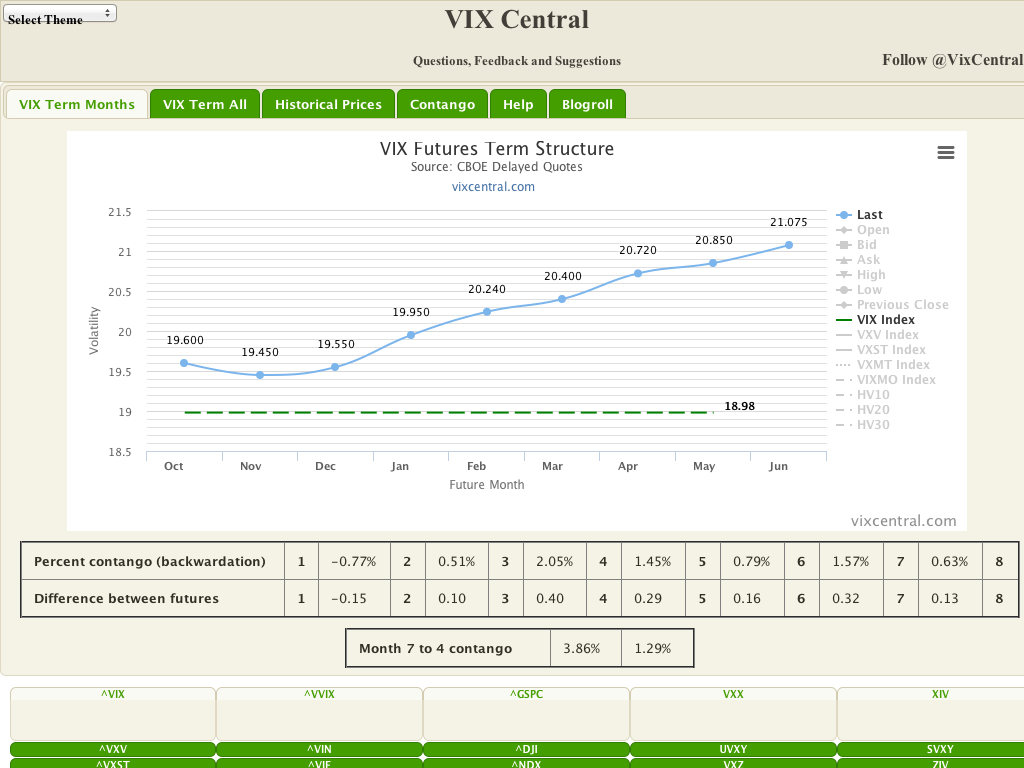 Select Theme
VIX Central
Questions, Feedback and Suggestions
Follow @VixCentral
VIX Term Months VIX Term All Historical Prices Contango Help Blogroll
VIX Futures Term Structure
Source: CBOE Delayed Quotes
vixcentral.com
Volatility
21.5
21
20.5
20
19.5
19
18.5
19.600 19.450 19.550 19.950 20.240 20.400 20.720 20.850 21.075
18.98
Oct Nov Dec Jan Feb Mar Apr May Jun
Future Month
Last
Open
Bid
Ask
High
Low
Previous Close
VIX Index
VXV Index
VXST Index
VXMT Index
VIXMO Index
HV10
HV20
HV30
vixcentral.com
Percent contango (backwardation) 1 −0.77% 2 0.51% 3 2.05% 4 1.45% 5 0.79% 6 1.57% 7 0.63% 8
Difference between futures 1 −0.15 2 0.10 3 0.40 4 0.29 5 0.16 6 0.32 7 0.13 8
Month 7 to 4 contango 3.86% 1.29%
^VIX ^VVIX ^GSPC VXX XIV
^VXV ^VIN ^DJI UVXY SVXY
^VXST ^VIF ^NDX VXZ ZIV